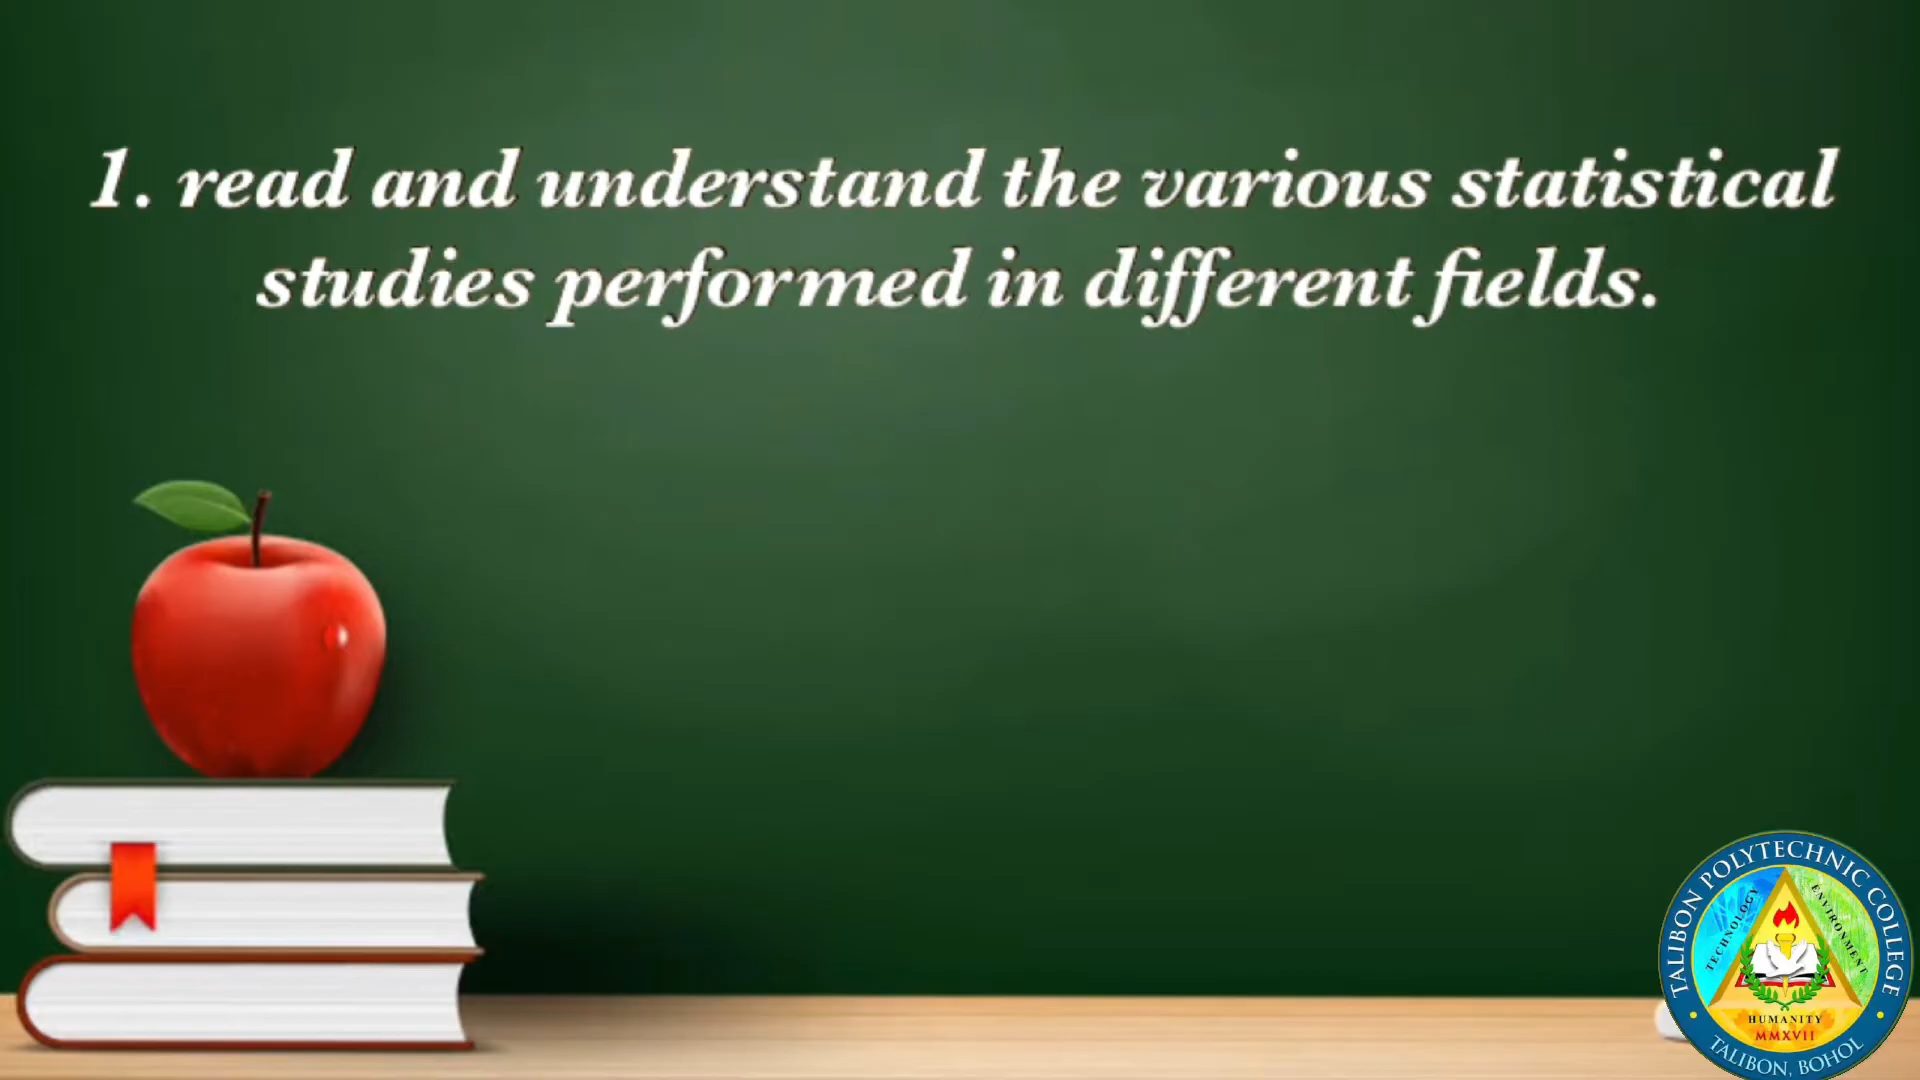 1. read and understand the various statistical
studies performed in different fields.
TALIBON POLYTECHNIC COLLEGE
TECHNOLOGY
ENVIRONMENT
HUMANITY
MMXVII
TALIBON, BOHOL